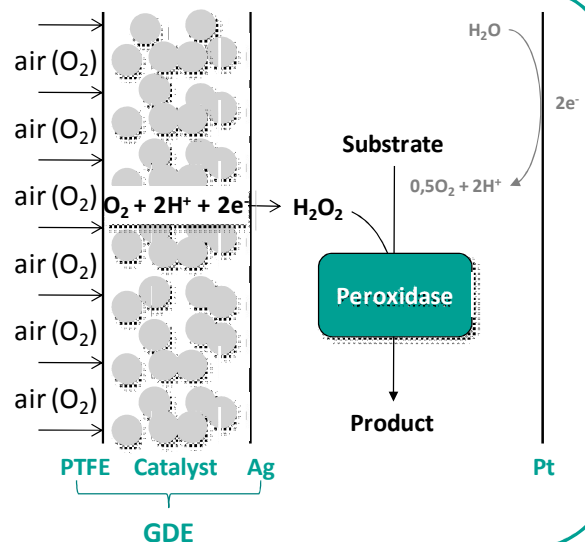 air (O₂)
air (O₂)
air (O₂)
air (O₂)
air (O₂)
air (O₂)
O₂ + 2H⁺ + 2e⁻
H₂O₂
Substrate
Peroxidase
Product
H₂O
2e⁻
0,5O₂ + 2H⁺
PTFE Catalyst Ag
Pt
GDE